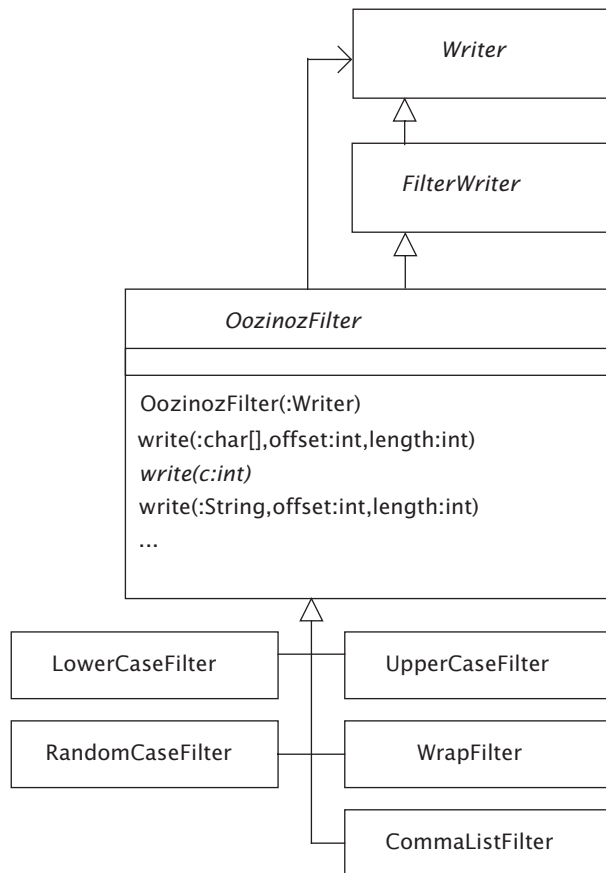 Writer
FilterWriter
OozinozFilter
OozinozFilter(:Writer)
write(:char[],offset:int,length:int)
write(c:int)
write(:String,offset:int,length:int)
...
LowerCaseFilter
UpperCaseFilter
RandomCaseFilter
WrapFilter
CommaListFilter